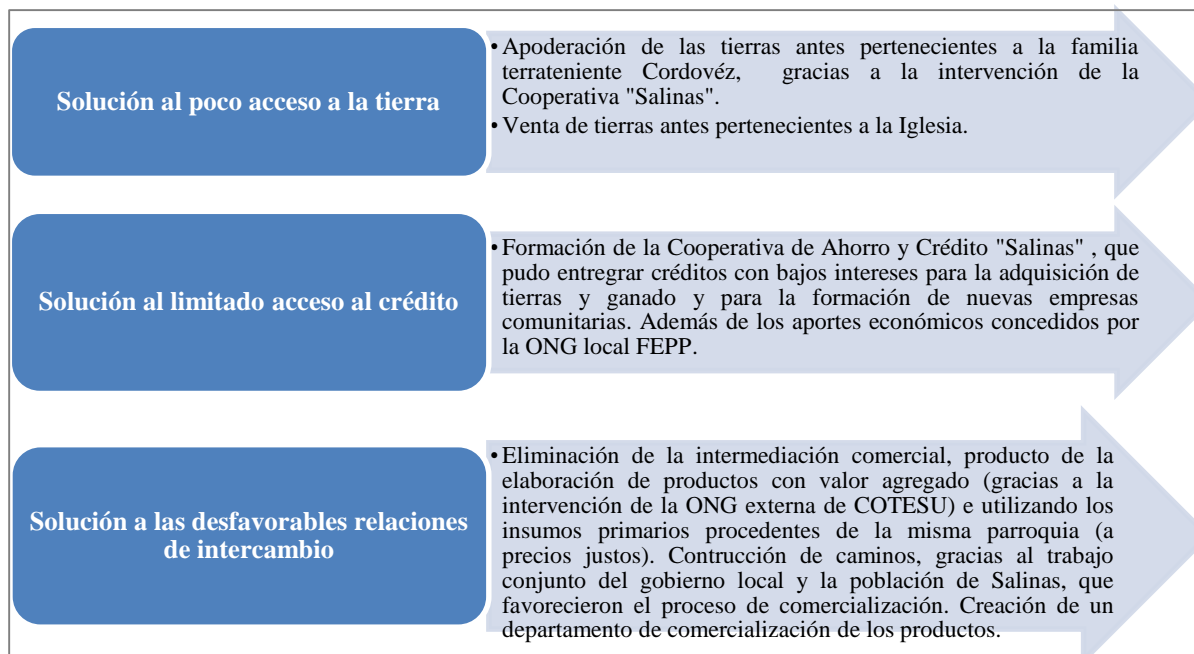 Solución al poco acceso a la tierra
• Apoderación de las tierras antes pertenecientes a la familia
terrateniente Cordovéz, gracias a la intervención de la
Cooperativa "Salinas".
• Venta de tierras antes pertenecientes a la Iglesia.
Solución al limitado acceso al crédito
• Formación de la Cooperativa de Ahorro y Crédito "Salinas" , que
pudo entregrar créditos con bajos intereses para la adquisición de
tierras y ganado y para la formación de nuevas empresas
comunitarias. Además de los aportes económicos concedidos por
la ONG local FEPP.
Solución a las desfavorables relaciones
de intercambio
• Eliminación de la intermediación comercial, producto de la
elaboración de productos con valor agregado (gracias a la
intervención de la ONG externa de COTESU) e utilizando los
insumos primarios procedentes de la misma parroquia (a
precios justos). Contrucción de caminos, gracias al trabajo
conjunto del gobierno local y la población de Salinas, que
favorecieron el proceso de comercialización. Creación de un
departamento de comercialización de los productos.